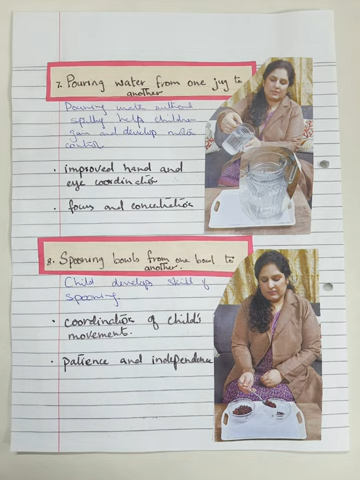 7. Pouring water from one jug to
another
Pouring water without
spilling helps children
gain and develop motor
control
• improved hand and
eye coordination
• focus and concentration
8. Spooning bowls from one bowl to
another.
Child develops skill of
spooning.
• coordination of child's
movement.
• patience and independence